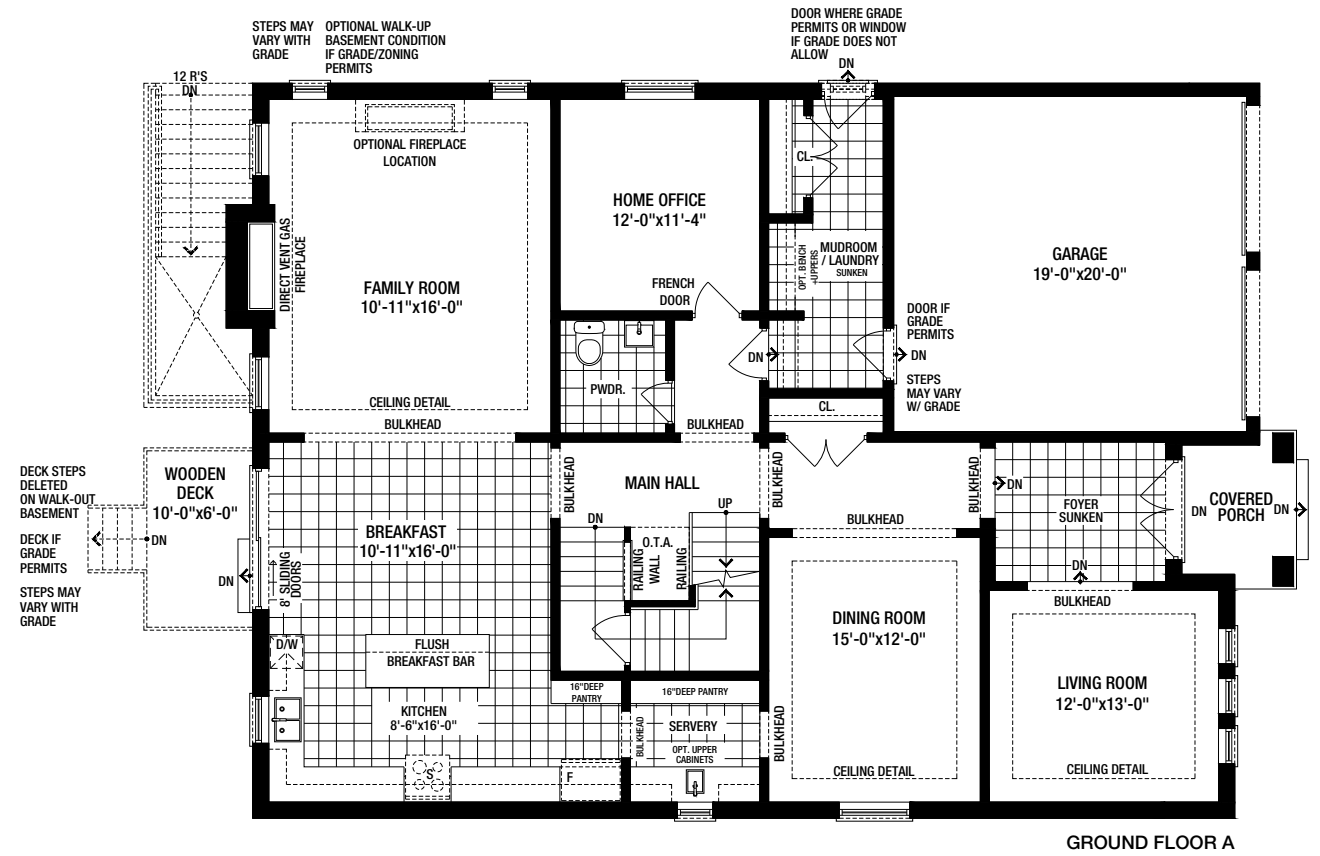 STEPS MAY
VARY WITH
GRADE
OPTIONAL WALK-UP
BASEMENT CONDITION
IF GRADE/ZONING
PERMITS
DOOR WHERE GRADE
PERMITS OR WINDOW
IF GRADE DOES NOT
ALLOW
DN
12 R'S
DN
OPTIONAL FIREPLACE
LOCATION
DIRECT VENT GAS
FIREPLACE
FAMILY ROOM
10'-11"x16'-0"
CEILING DETAIL
BULKHEAD
HOME OFFICE
12'-0"x11'-4"
FRENCH
DOOR
CL.
OPT. BENCH
+UPPERS
MUDROOM
/ LAUNDRY
SUNKEN
GARAGE
19'-0"x20'-0"
DOOR IF
GRADE
PERMITS
DN
STEPS
MAY VARY
W/ GRADE
DN
PWDR.
BULKHEAD
CL.
DECK STEPS
DELETED
ON WALK-OUT
BASEMENT
DECK IF
GRADE
PERMITS
STEPS MAY
VARY WITH
GRADE
WOODEN
DECK
10'-0"x6'-0"
DN
DN
8' SLIDING
DOORS
BREAKFAST
10'-11"x16'-0"
BULKHEAD
MAIN HALL
DN
UP
O.T.A.
RAILING
WALL
RAILING
BULKHEAD
BULKHEAD
BULKHEAD
DN
FOYER
SUNKEN
DN
DN
COVERED
PORCH
DN
BULKHEAD
DINING ROOM
15'-0"x12'-0"
CEILING DETAIL
BULKHEAD
LIVING ROOM
12'-0"x13'-0"
CEILING DETAIL
D/W
FLUSH
BREAKFAST BAR
KITCHEN
8'-6"x16'-0"
S
F
16"DEEP
PANTRY
16"DEEP PANTRY
BULKHEAD
SERVERY
OPT. UPPER
CABINETS
GROUND FLOOR A